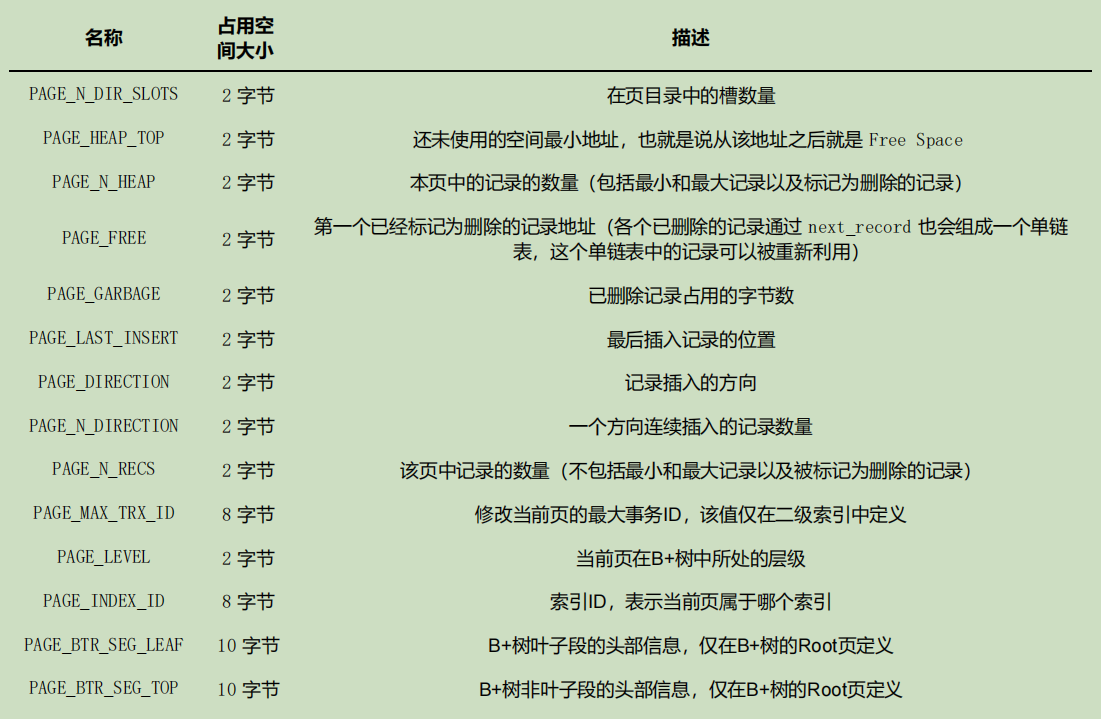 名称 占用空间大小 描述
PAGE_N_DIR_SLOTS 2 字节 在页目录中的槽数量
PAGE_HEAP_TOP 2 字节 还未使用的空间最小地址，也就是说从该地址之后就是 Free Space
PAGE_N_HEAP 2 字节 本页中的记录的数量（包括最小和最大记录以及标记为删除的记录）
PAGE_FREE 2 字节 第一个已经标记为删除的记录地址（各个已删除的记录通过 next_record 也会组成一个单链
表，这个单链表中的记录可以被重新利用）
PAGE_GARBAGE 2 字节 已删除记录占用的字节数
PAGE_LAST_INSERT 2 字节 最后插入记录的位置
PAGE_DIRECTION 2 字节 记录插入的方向
PAGE_N_DIRECTION 2 字节 一个方向连续插入的记录数量
PAGE_N_RECS 2 字节 该页中记录的数量（不包括最小和最大记录以及被标记为删除的记录）
PAGE_MAX_TRX_ID 8 字节 修改当前页的最大事务ID，该值仅在二级索引中定义
PAGE_LEVEL 2 字节 当前页在B+树中所处的层级
PAGE_INDEX_ID 8 字节 索引ID，表示当前页属于哪个索引
PAGE_BTR_SEG_LEAF 10 字节 B+树叶子段的头部信息，仅在B+树的Root页定义
PAGE_BTR_SEG_TOP 10 字节 B+树非叶子段的头部信息，仅在B+树的Root页定义